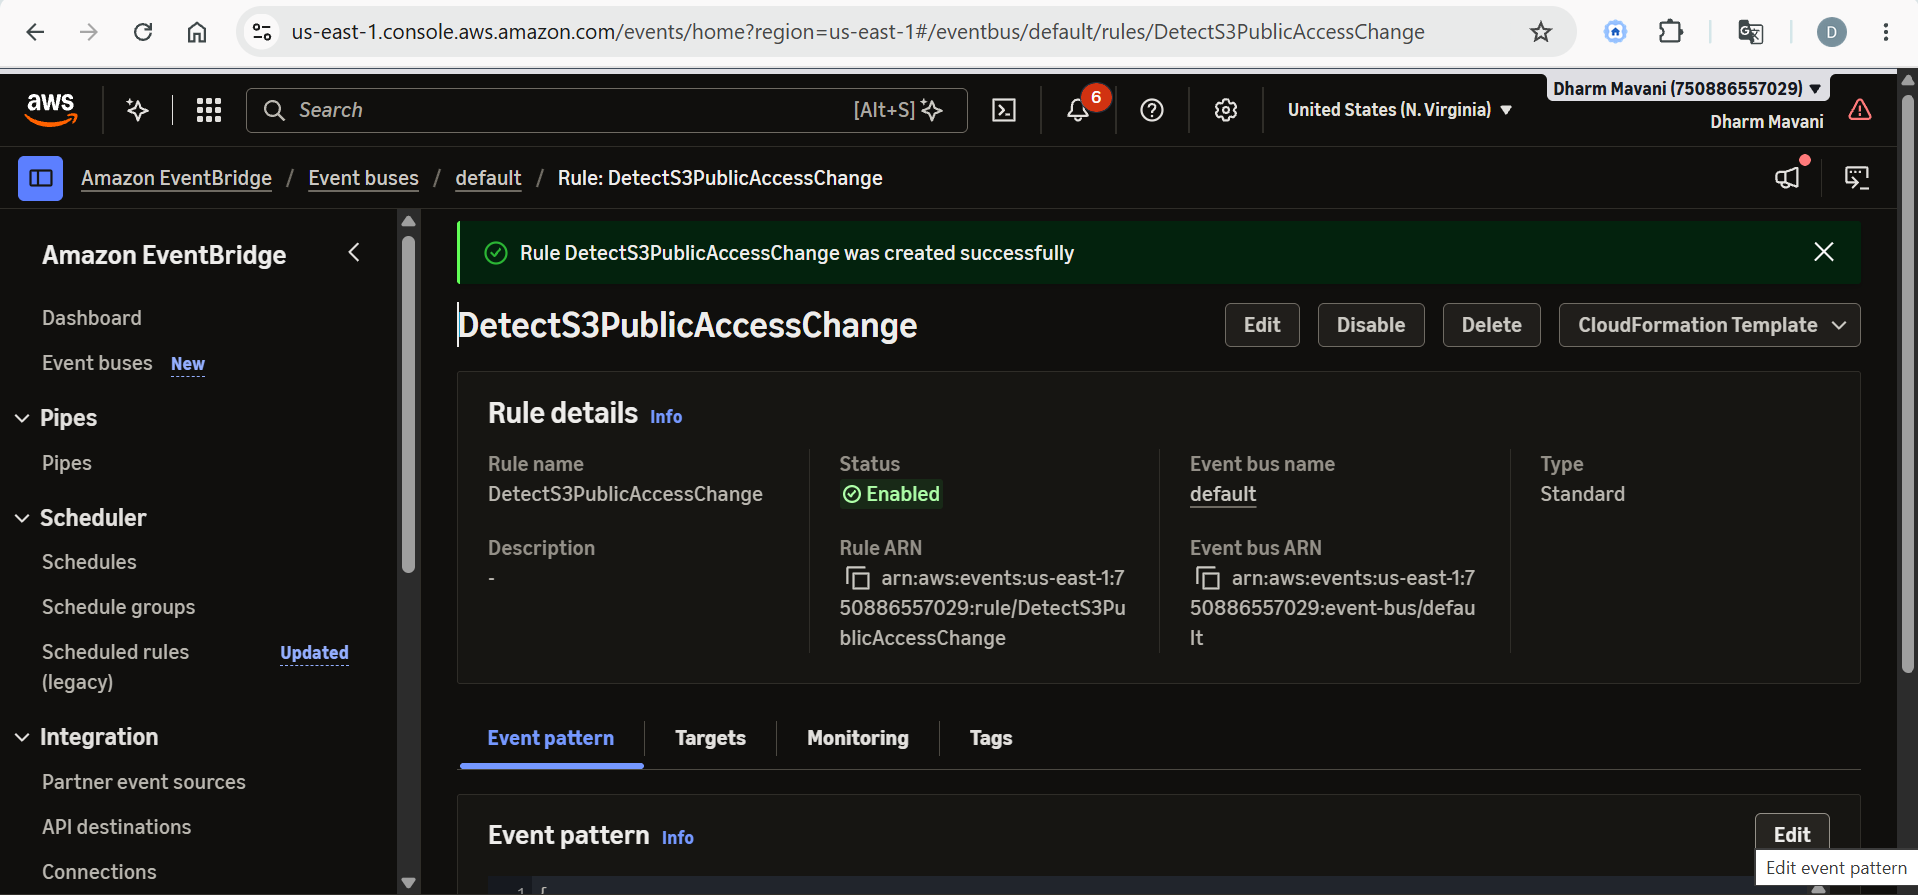 us-east-1.console.aws.amazon.com/events/home?region=us-east-1#/eventbus/default/rules/DetectS3PublicAccessChange
D
aws
Search
[Alt+S]
6
United States (N. Virginia)
Dharm Mavani (750886557029)
Dharm Mavani
Amazon EventBridge / Event buses / default / Rule: DetectS3PublicAccessChange
Amazon EventBridge
Dashboard
Event buses New
Pipes
Pipes
Scheduler
Schedules
Schedule groups
Scheduled rules
(legacy)
Updated
Integration
Partner event sources
API destinations
Connections
Rule DetectS3PublicAccessChange was created successfully
DetectS3PublicAccessChange
Edit
Disable
Delete
CloudFormation Template
Rule details Info
Rule name
DetectS3PublicAccessChange
Status
Enabled
Event bus name
default
Type
Standard
Description
-
Rule ARN
arn:aws:events:us-east-1:7
50886557029:rule/DetectS3Pu
blicAccessChange
Event bus ARN
arn:aws:events:us-east-1:7
50886557029:event-bus/defau
lt
Event pattern
Targets
Monitoring
Tags
Event pattern Info
Edit
Edit event pattern
1 {